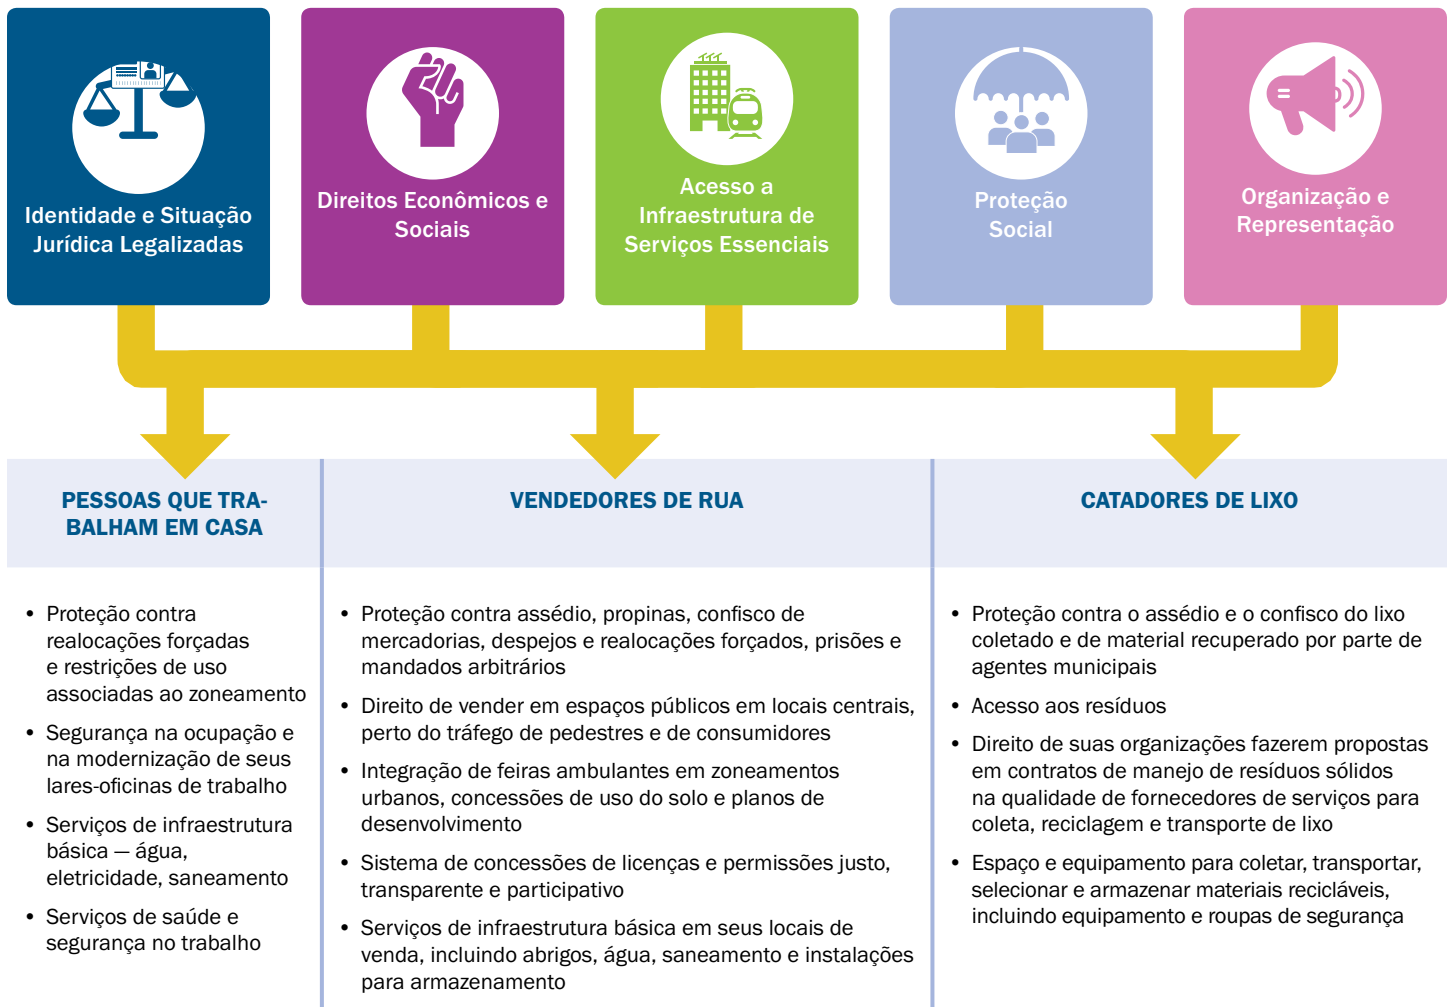 Identidade e Situação
Jurídica Legalizadas
Direitos Econômicos e
Sociais
Acesso a
Infraestrutura de
Serviços Essenciais
Proteção
Social
Organização e
Representação
PESSOAS QUE TRA-
BALHAM EM CASA
• Proteção contra
realocações forçadas
e restrições de uso
associadas ao zoneamento
• Segurança na ocupação e
na modernização de seus
lares-oficinas de trabalho
• Serviços de infraestrutura
básica — água,
eletricidade, saneamento
• Serviços de saúde e
segurança no trabalho
VENDEDORES DE RUA
• Proteção contra assédio, propinas, confisco de
mercadorias, despejos e realocações forçados, prisões e
mandados arbitrários
• Direito de vender em espaços públicos em locais centrais,
perto do tráfego de pedestres e de consumidores
• Integração de feiras ambulantes em zoneamentos
urbanos, concessões de uso do solo e planos de
desenvolvimento
• Sistema de concessões de licenças e permissões justo,
transparente e participativo
• Serviços de infraestrutura básica em seus locais de
venda, incluindo abrigos, água, saneamento e instalações
para armazenamento
CATADORES DE LIXO
• Proteção contra o assédio e o confisco do lixo
coletado e de material recuperado por parte de
agentes municipais
• Acesso aos resíduos
• Direito de suas organizações fazerem propostas
em contratos de manejo de resíduos sólidos
na qualidade de fornecedores de serviços para
coleta, reciclagem e transporte de lixo
• Espaço e equipamento para coletar, transportar,
selecionar e armazenar materiais recicláveis,
incluindo equipamento e roupas de segurança